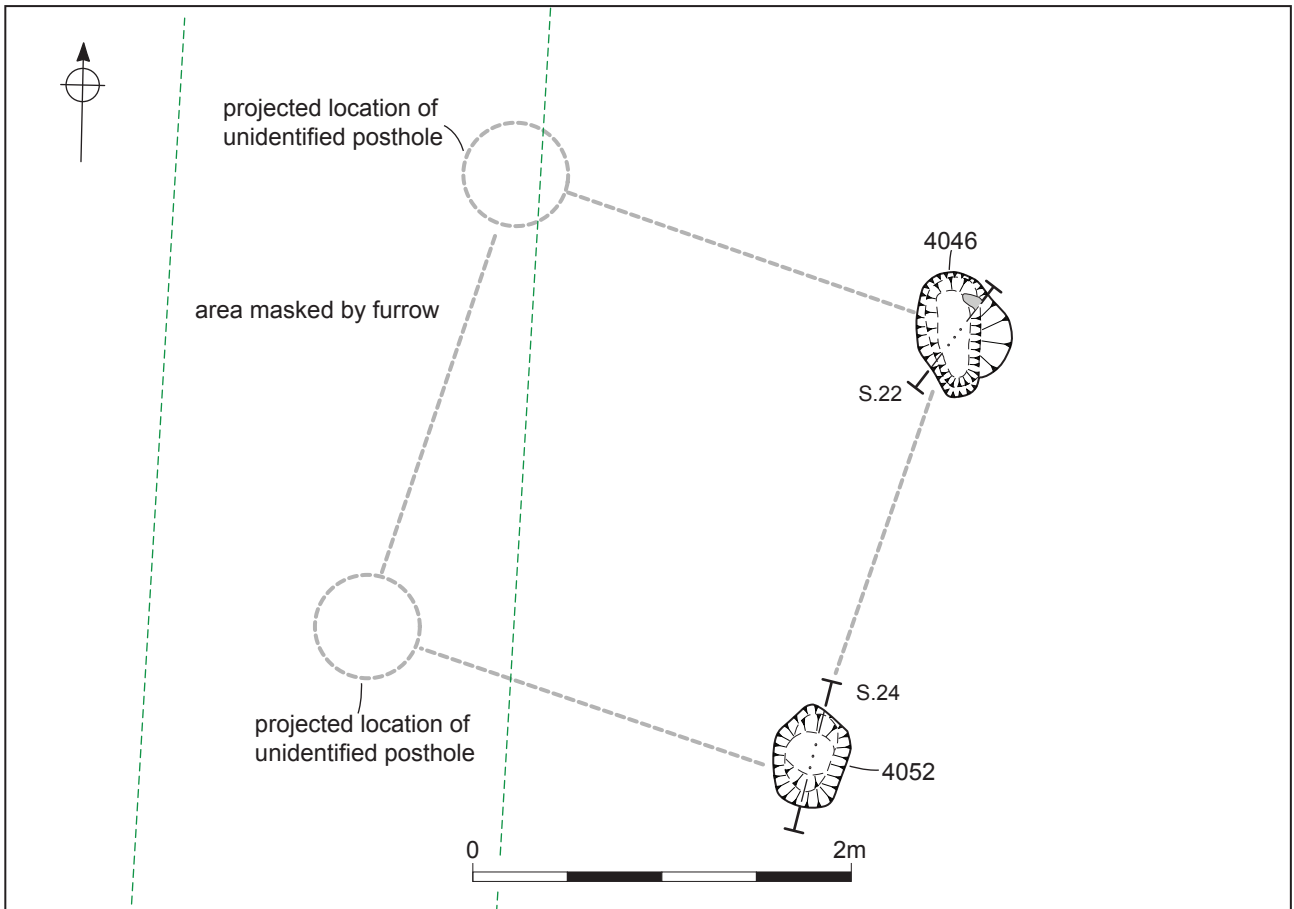 projected location of
unidentified posthole
4046
area masked by furrow
S.22
S.24
projected location of
unidentified posthole
4052
0
2m